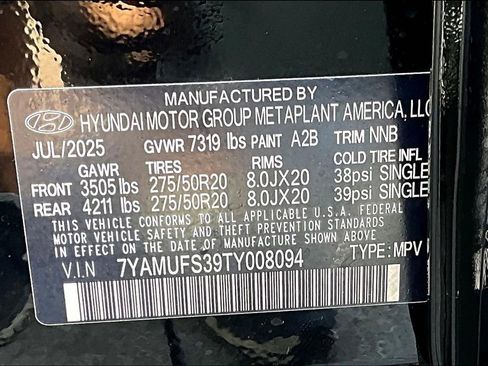 MANUFACTURED BY
HYUNDAI MOTOR GROUP METAPLANT AMERICA, LLC
JUL/2025 GVWR 7319 lbs PAINT A2B TRIM NNB
GAWR TIRES RIMS COLD TIRE INFL
FRONT 3505 lbs 275/50R20 8.0JX20 38psi SINGLE
REAR 4211 lbs 275/50R20 8.0JX20 39psi SINGLE
THIS VEHICLE CONFORMS TO ALL APPLICABLE U.S.A. FEDERAL
MOTOR VEHICLE SAFETY AND THEFT PREVENTION STANDARDS IN
EFFECT ON THE DATE OF MANUFACTURE SHOWN ABOVE.
V.I.N 7YAMUFS39TY008094 TYPE: MPV